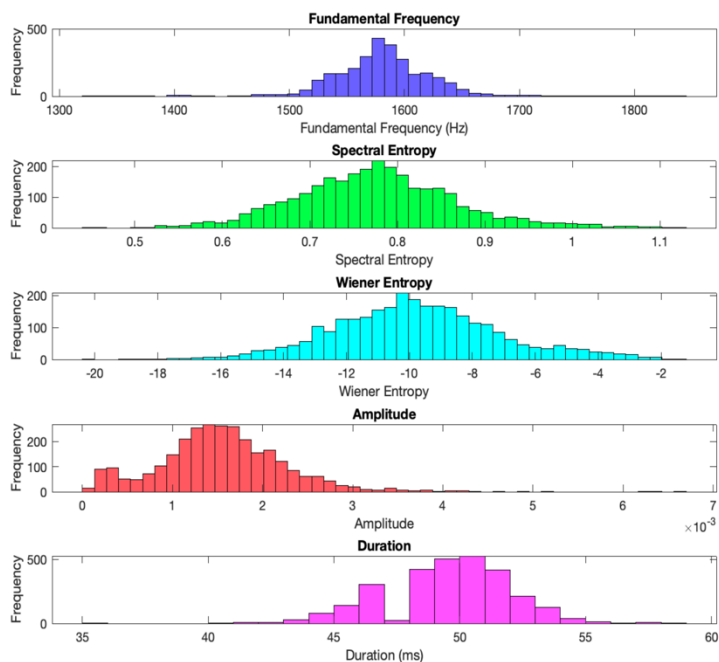 Fundamental Frequency
500
0
Frequency
1300 1400 1500 1600 1700 1800
Fundamental Frequency (Hz)
Spectral Entropy
200
100
0
Frequency
0.5 0.6 0.7 0.8 0.9 1 1.1
Spectral Entropy
Wiener Entropy
200
100
0
Frequency
-20 -18 -16 -14 -12 -10 -8 -6 -4 -2
Wiener Entropy
Amplitude
200
100
0
Frequency
0 1 2 3 4 5 6 7
Amplitude
×10⁻³
Duration
500
0
Frequency
35 40 45 50 55 60
Duration (ms)